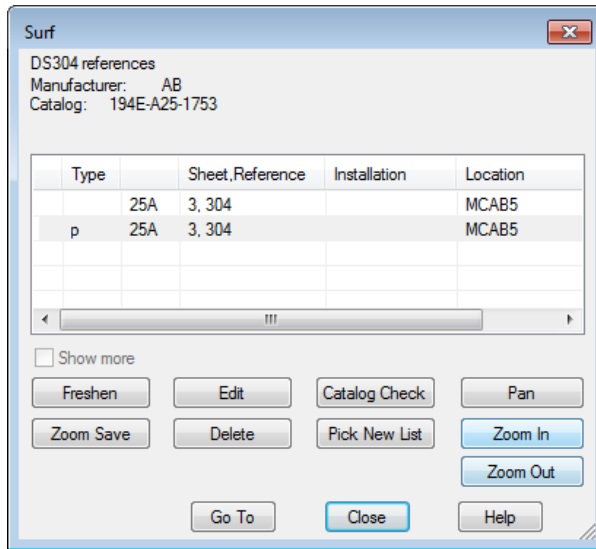 Surf
DS304 references
Manufacturer: AB
Catalog: 194E-A25-1753
Type Sheet,Reference Installation Location
25A 3, 304 MCAB5
p 25A 3, 304 MCAB5
Show more
Freshen Edit Catalog Check Pan
Zoom Save Delete Pick New List Zoom In
Zoom Out
Go To Close Help